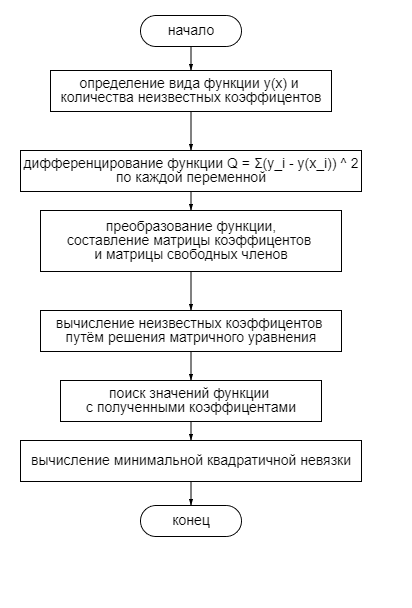 начало
определение вида функции y(x) и
количества неизвестных коэффицентов
дифференцирование функции Q = Σ(y_i - y(x_i)) ^ 2
по каждой переменной
преобразование функции,
составление матрицы коэффицентов
и матрицы свободных членов
вычисление неизвестных коэффицентов
путём решения матричного уравнения
поиск значений функции
с полученными коэффицентами
вычисление минимальной квадратичной невязки
конец